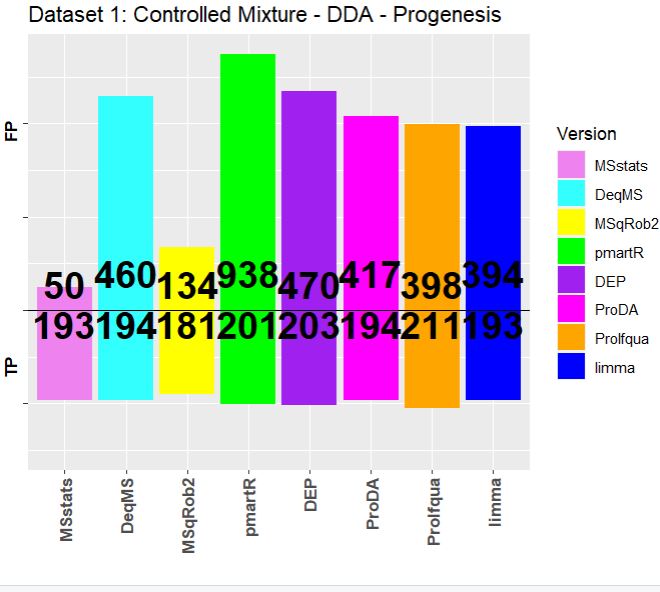 Dataset 1: Controlled Mixture - DDA - Progenesis
FP
TP
50 460 134 938 470 417 398 394
193 194 181 201 203 194 211 193
MSstats
DeqMS
MSqRob2
pmartR
DEP
ProDA
Prolfqua
limma
Version
MSstats
DeqMS
MSqRob2
pmartR
DEP
ProDA
Prolfqua
limma